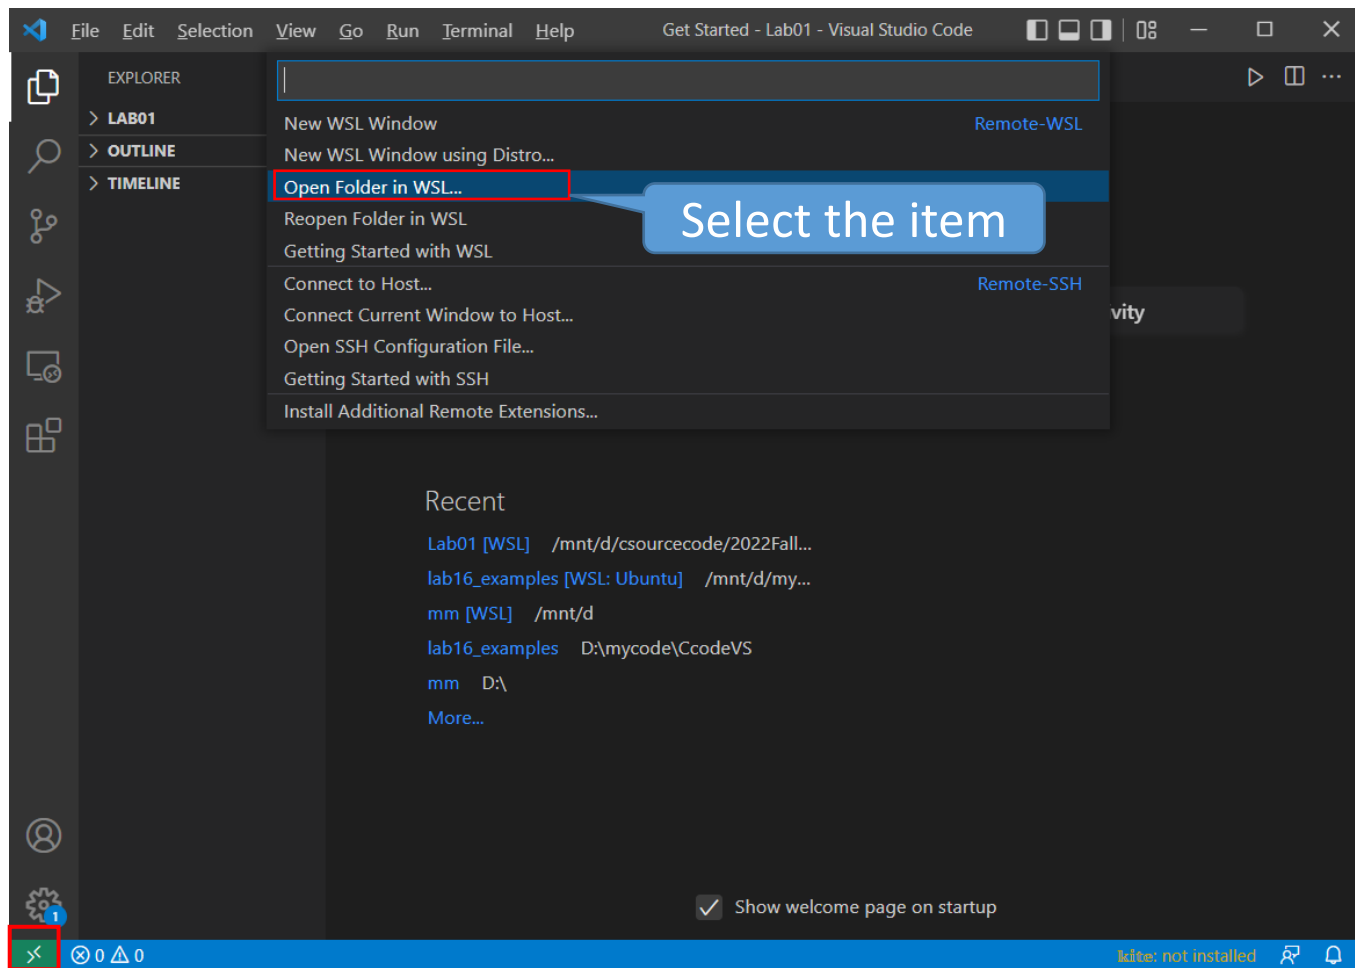 File Edit Selection View Go Run Terminal Help Get Started - Lab01 - Visual Studio Code
EXPLORER
LAB01
OUTLINE
TIMELINE
New WSL Window Remote-WSL
New WSL Window using Distro...
Open Folder in WSL...
Select the item
Reopen Folder in WSL
Getting Started with WSL
Connect to Host... Remote-SSH
Connect Current Window to Host...
vity
Open SSH Configuration File...
Getting Started with SSH
Install Additional Remote Extensions...
Recent
Lab01 [WSL] /mnt/d/csourcecode/2022Fall...
lab16_examples [WSL: Ubuntu] /mnt/d/my...
mm [WSL] /mnt/d
lab16_examples D:\mycode\CcodeVS
mm D:\
More...
Show welcome page on startup
1
0 0 kite: not installed